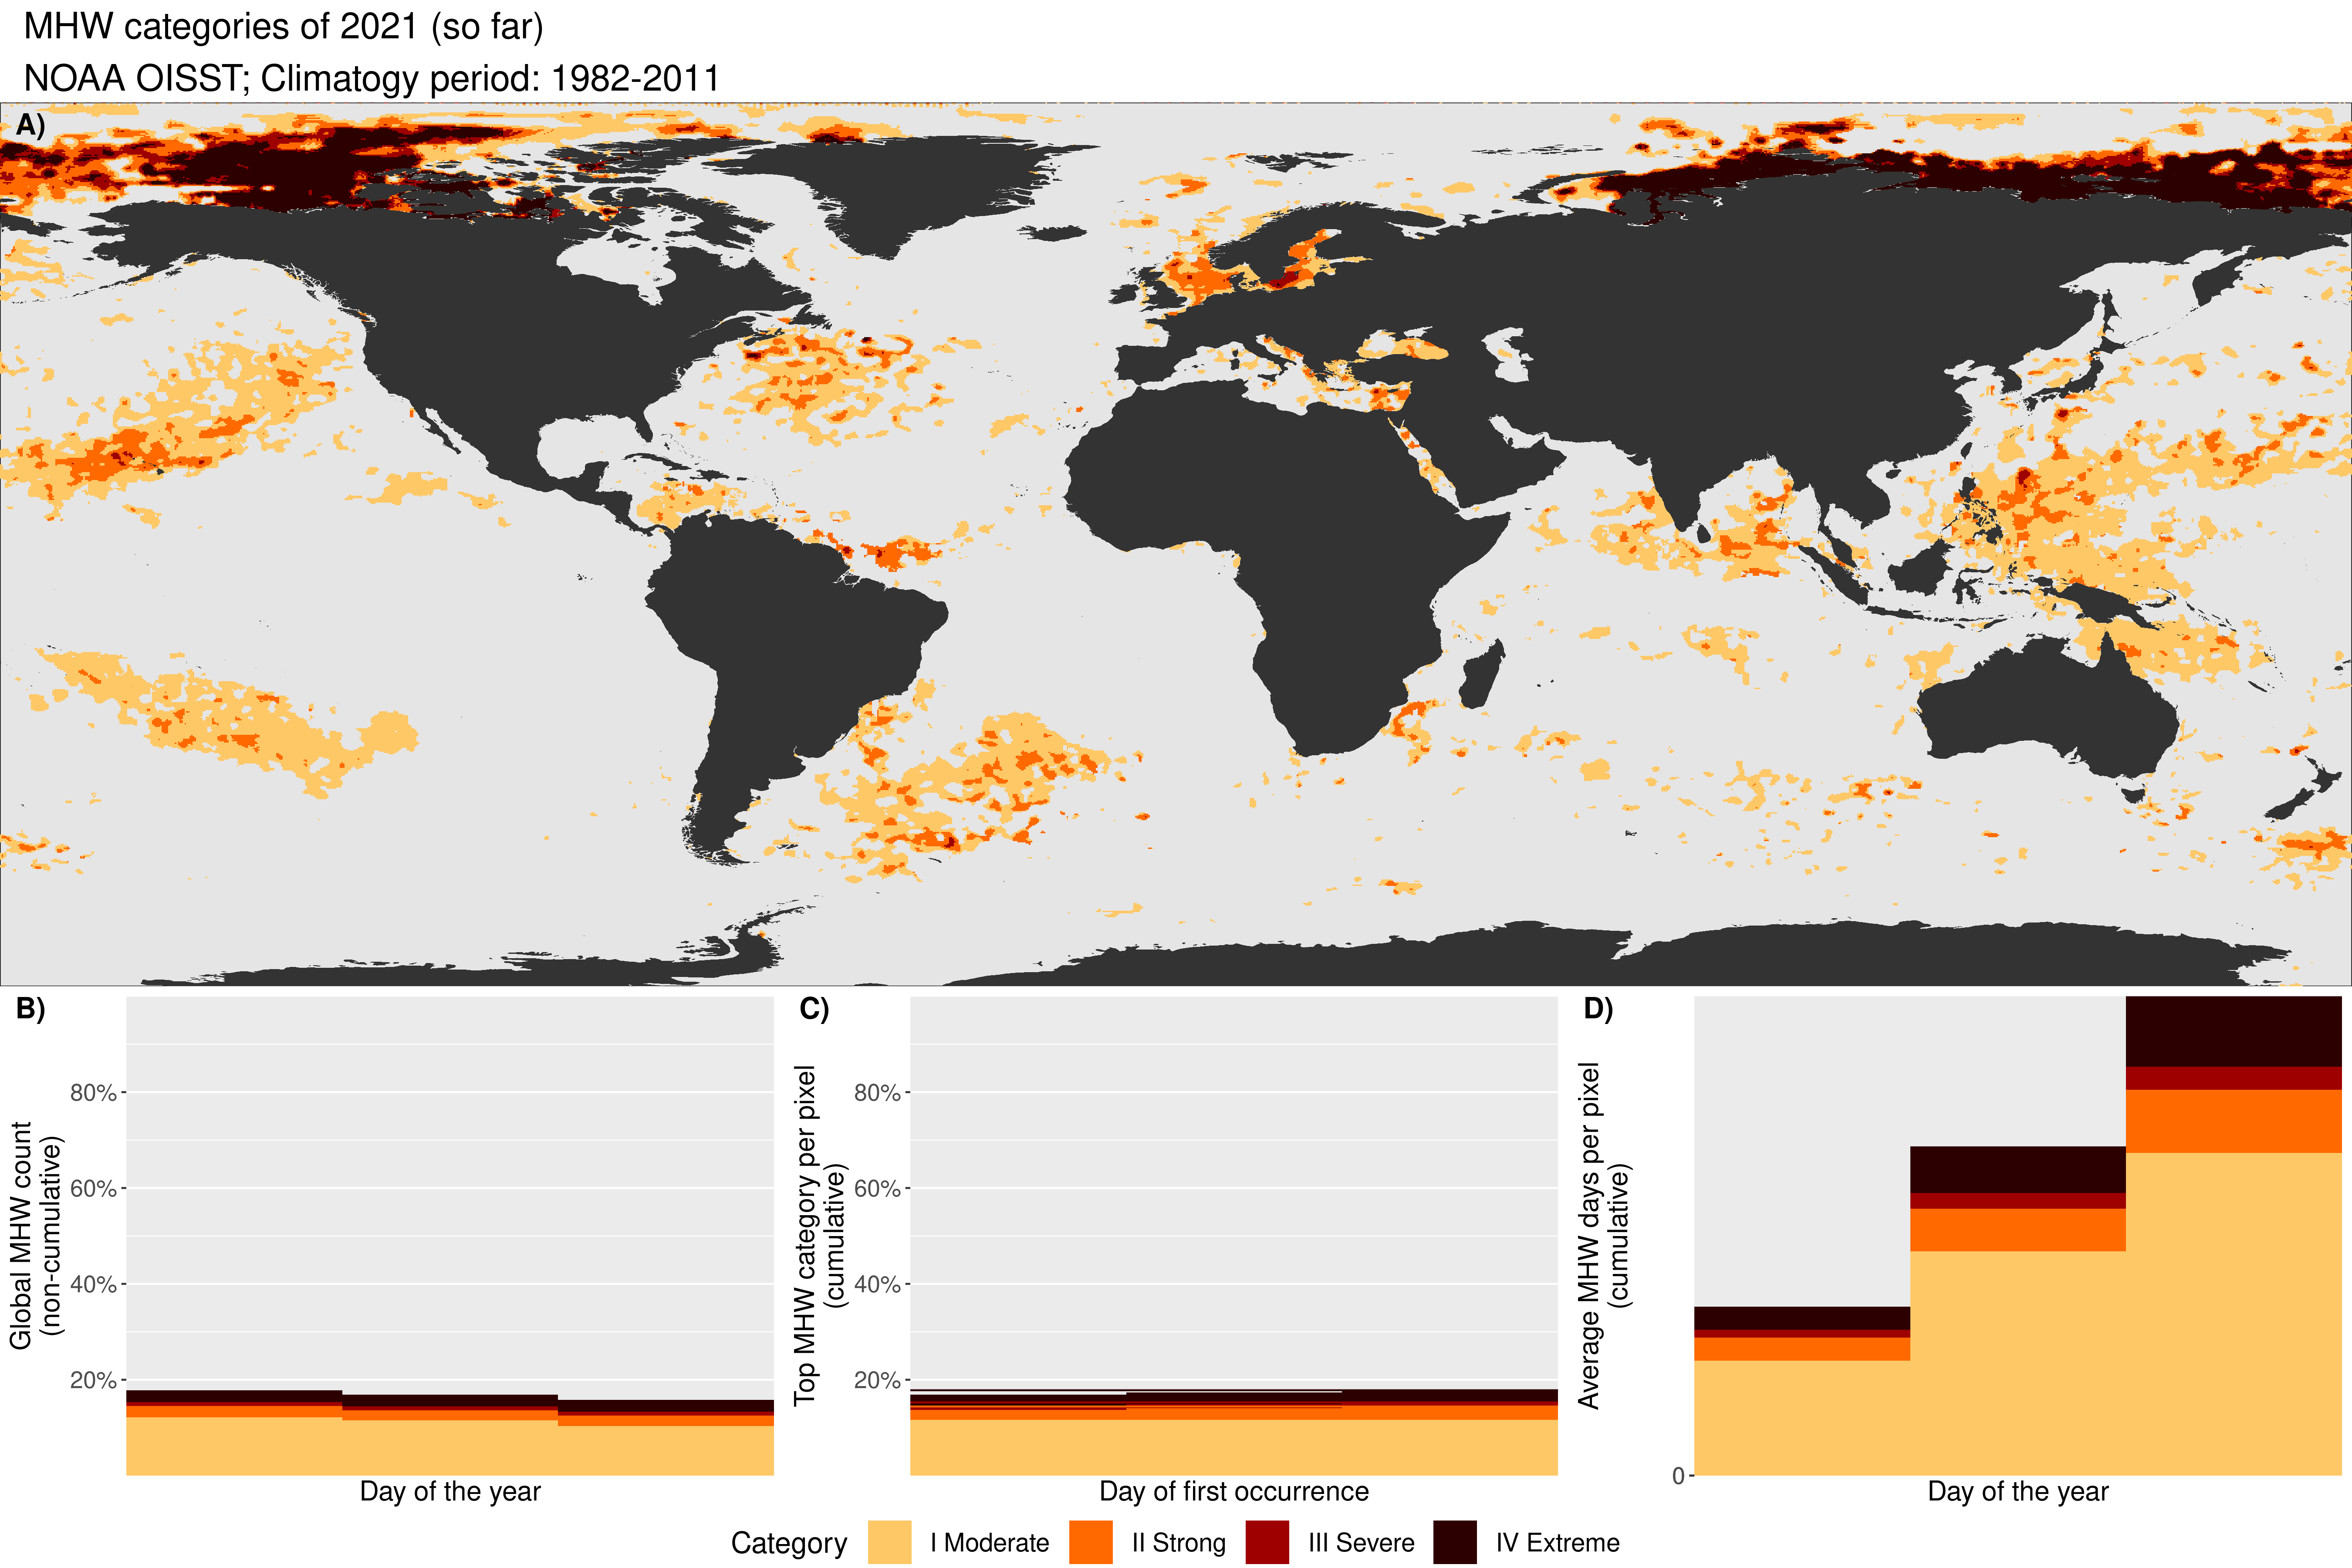 MHW categories of 2021 (so far)
NOAA OISST; Climatogy period: 1982-2011
A)
B)
Global MHW count
(non-cumulative)
80%
60%
40%
20%
Day of the year
C)
Top MHW category per pixel
(cumulative)
80%
60%
40%
20%
Day of first occurrence
D)
Average MHW days per pixel
(cumulative)
0
Day of the year
Category I Moderate II Strong III Severe IV Extreme